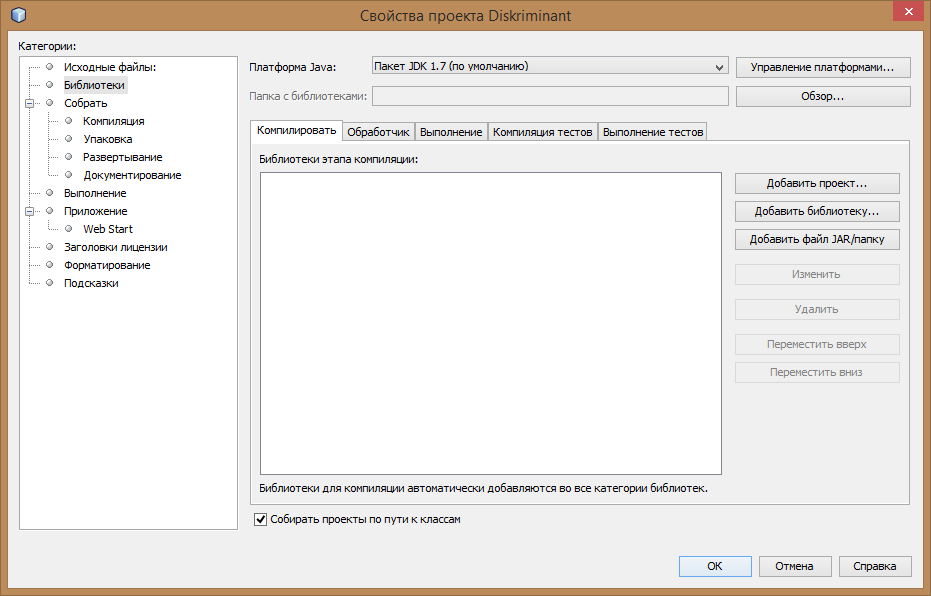 Свойства проекта Diskriminant
Категории:
Исходные файлы:
Библиотеки
Собрать
Компиляция
Упаковка
Развертывание
Документирование
Выполнение
Приложение
Web Start
Заголовки лицензии
Форматирование
Подсказки
Платформа Java: Пакет JDK 1.7 (по умолчанию) Управление платформами...
Папка с библиотеками: Обзор...
Компилировать Обработчик Выполнение Компиляция тестов Выполнение тестов
Библиотеки этапа компиляции:
Добавить проект...
Добавить библиотеку...
Добавить файл JAR/папку
Изменить
Удалить
Переместить вверх
Переместить вниз
Библиотеки для компиляции автоматически добавляются во все категории библиотек.
Собирать проекты по пути к классам
ОК Отмена Справка